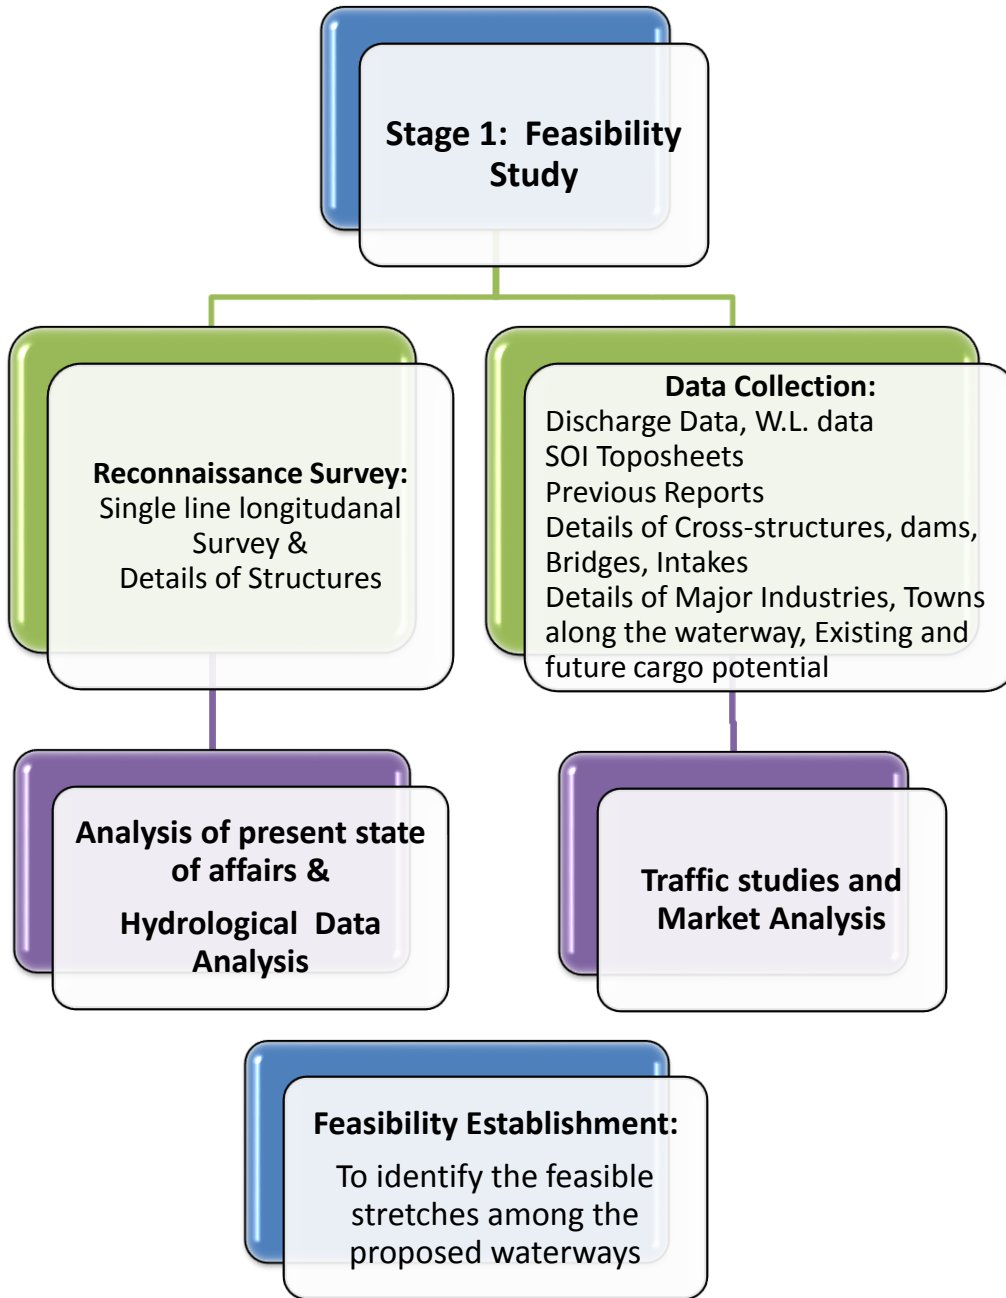 Stage 1:  Feasibility
Study
Reconnaissance Survey:
Single line longitudanal
Survey &
Details of Structures
Data Collection:
Discharge Data, W.L. data
SOI Toposheets
Previous Reports
Details of Cross-structures, dams,
Bridges, Intakes
Details of Major Industries, Towns
along the waterway, Existing and
future cargo potential
Analysis of present state
of affairs &
Hydrological  Data
Analysis
Traffic studies and
Market Analysis
Feasibility Establishment:
To identify the feasible
stretches among the
proposed waterways